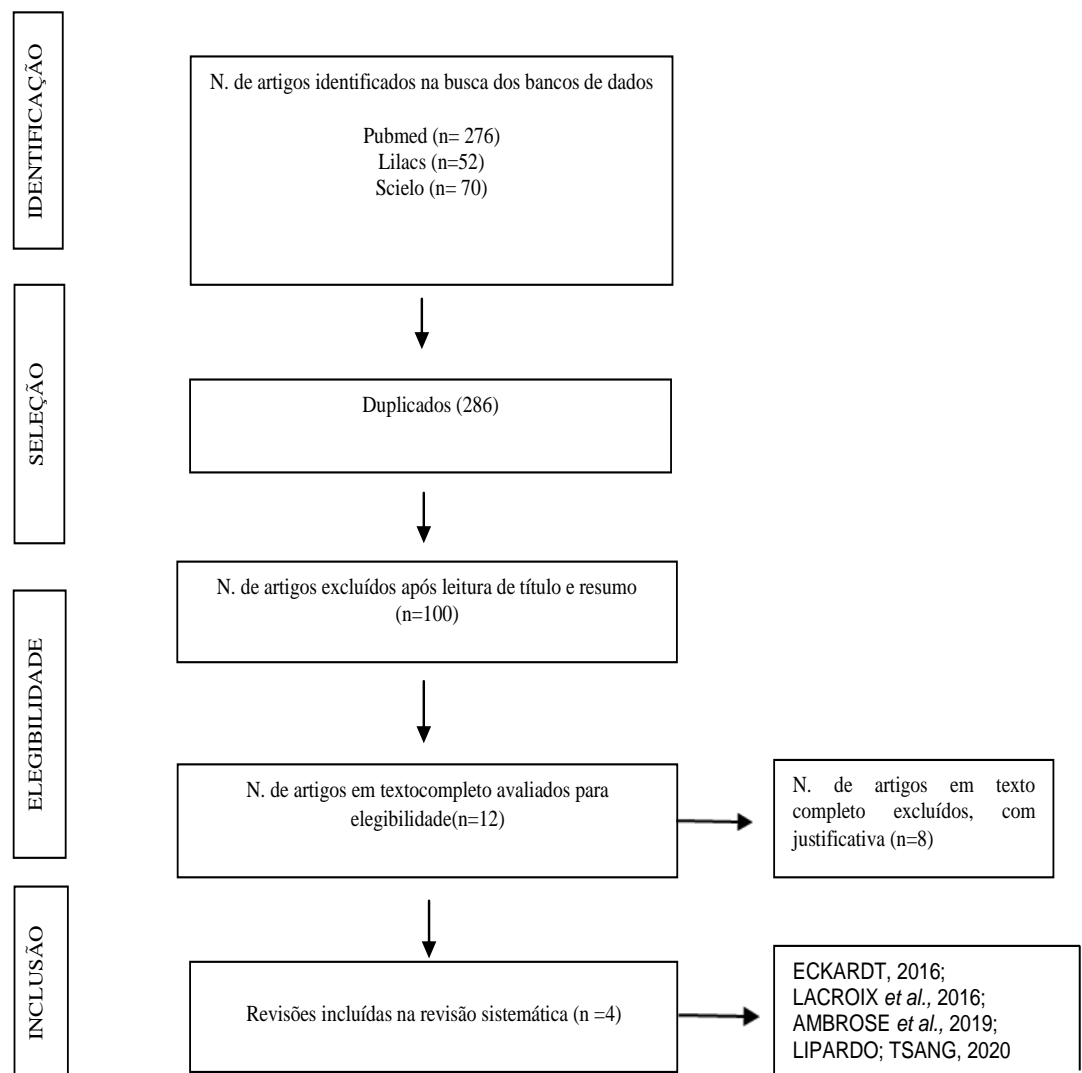 IDENTIFICAÇÃO
N. de artigos identificados na busca dos bancos de dados
Pubmed (n= 276)
Lilacs (n=52)
Scielo (n= 70)
SELEÇÃO
Duplicados (286)
N. de artigos excluídos após leitura de título e resumo
(n=100)
ELEGIBILIDADE
N. de artigos em textocompleto avaliados para
elegibilidade(n=12)
N. de artigos em texto
completo excluídos, com
justificativa (n=8)
INCLUSÃO
Revisões incluídas na revisão sistemática (n =4)
ECKARDT, 2016;
LACROIX et al., 2016;
AMBROSE et al., 2019;
LIPARDO; TSANG, 2020